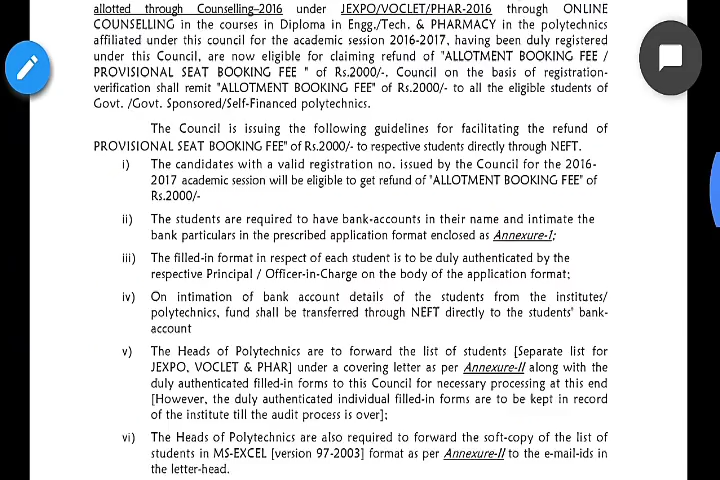 allotted through Counselling–2016 under JEXPO/VOCLET/PHAR-2016 through ONLINE
COUNSELLING in the courses in Diploma in Engg./Tech. & PHARMACY in the polytechnics
affiliated under this council for the academic session 2016-2017, having been duly registered
under this Council, are now eligible for claiming refund of "ALLOTMENT BOOKING FEE /
PROVISIONAL SEAT BOOKING FEE " of Rs.2000/-. Council on the basis of registration-
verification shall remit "ALLOTMENT BOOKING FEE" of Rs.2000/- to all the eligible students of
Govt. /Govt. Sponsored/Self-Financed polytechnics.
The Council is issuing the following guidelines for facilitating the refund of
PROVISIONAL SEAT BOOKING FEE" of Rs.2000/- to respective students directly through NEFT.
i) The candidates with a valid registration no. issued by the Council for the 2016-
2017 academic session will be eligible to get refund of "ALLOTMENT BOOKING FEE" of
Rs.2000/-
ii) The students are required to have bank-accounts in their name and intimate the
bank particulars in the prescribed application format enclosed as Annexure-I;
iii) The filled-in format in respect of each student is to be duly authenticated by the
respective Principal / Officer-in-Charge on the body of the application format;
iv) On intimation of bank account details of the students from the institutes/
polytechnics, fund shall be transferred through NEFT directly to the students' bank-
account
v) The Heads of Polytechnics are to forward the list of students [Separate list for
JEXPO, VOCLET & PHAR] under a covering letter as per Annexure-II along with the
duly authenticated filled-in forms to this Council for necessary processing at this end
[However, the duly authenticated individual filled-in forms are to be kept in record
of the institute till the audit process is over];
vi) The Heads of Polytechnics are also required to forward the soft-copy of the list of
students in MS-EXCEL [version 97-2003] format as per Annexure-II to the e-mail-ids in
the letter-head.